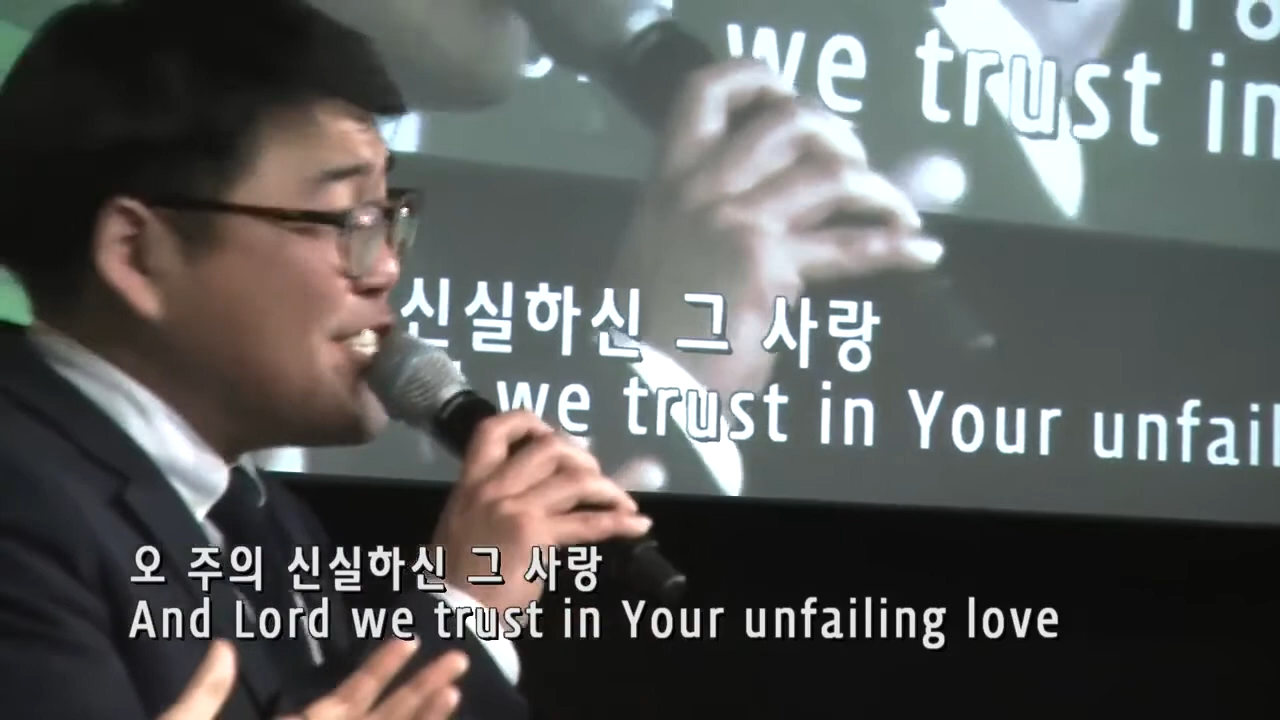 we trust in
신실하신 그 사랑
we trust in Your unfail
오 주의 신실하신 그 사랑
And Lord we trust in Your unfailing love